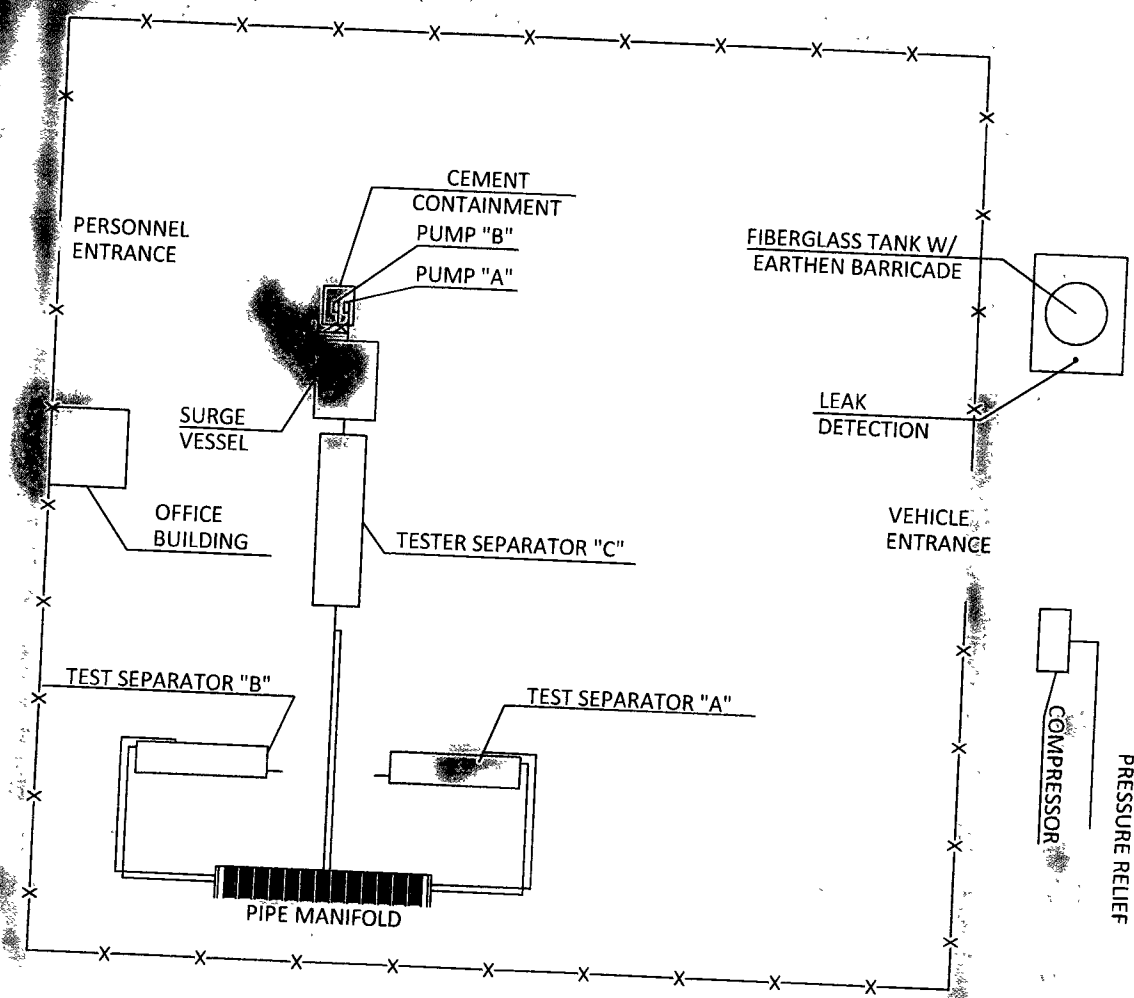 CEMENT
CONTAINMENT
PUMP "B"
PUMP "A"
PERSONNEL
ENTRANCE
FIBERGLASS TANK W/
EARTHEN BARRICADE
SURGE
VESSEL
LEAK
DETECTION
OFFICE
BUILDING
TESTER SEPARATOR "C"
VEHICLE
ENTRANCE
TEST SEPARATOR "B"
TEST SEPARATOR "A"
COMPRESSOR
PRESSURE RELIEF
PIPE MANIFOLD